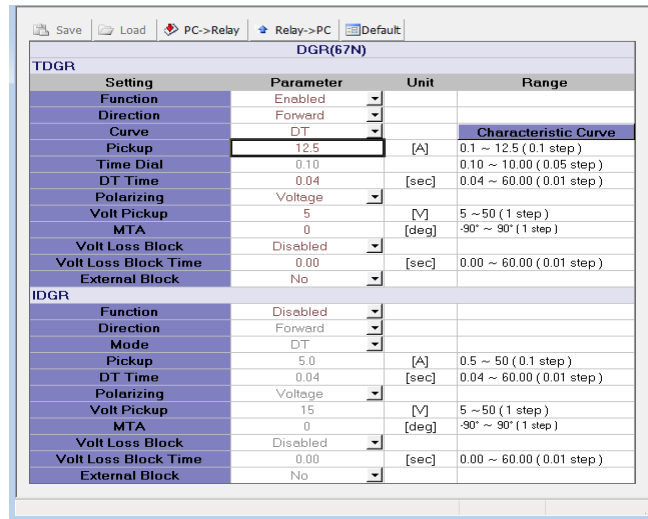 Save Load PC->Relay Relay->PC Default
DGR(67N)
TDGR
Setting Parameter Unit Range
Function Enabled
Direction Forward
Curve DT Characteristic Curve
Pickup 12.5 [A] 0.1 ~ 12.5 ( 0.1 step )
Time Dial 0.10 0.10 ~ 10.00 ( 0.05 step )
DT Time 0.04 [sec] 0.04 ~ 60.00 ( 0.01 step )
Polarizing Voltage
Volt Pickup 5 [V] 5 ~50 ( 1 step )
MTA 0 [deg] -90° ~ 90° ( 1 step )
Volt Loss Block Disabled
Volt Loss Block Time 0.00 [sec] 0.00 ~ 60.00 ( 0.01 step )
External Block No
IDGR
Function Disabled
Direction Forward
Mode DT
Pickup 5.0 [A] 0.5 ~ 50 ( 0.1 step )
DT Time 0.04 [sec] 0.04 ~ 60.00 ( 0.01 step )
Polarizing Voltage
Volt Pickup 15 [V] 5 ~50 ( 1 step )
MTA 0 [deg] -90° ~ 90° ( 1 step )
Volt Loss Block Disabled
Volt Loss Block Time 0.00 [sec] 0.00 ~ 60.00 ( 0.01 step )
External Block No